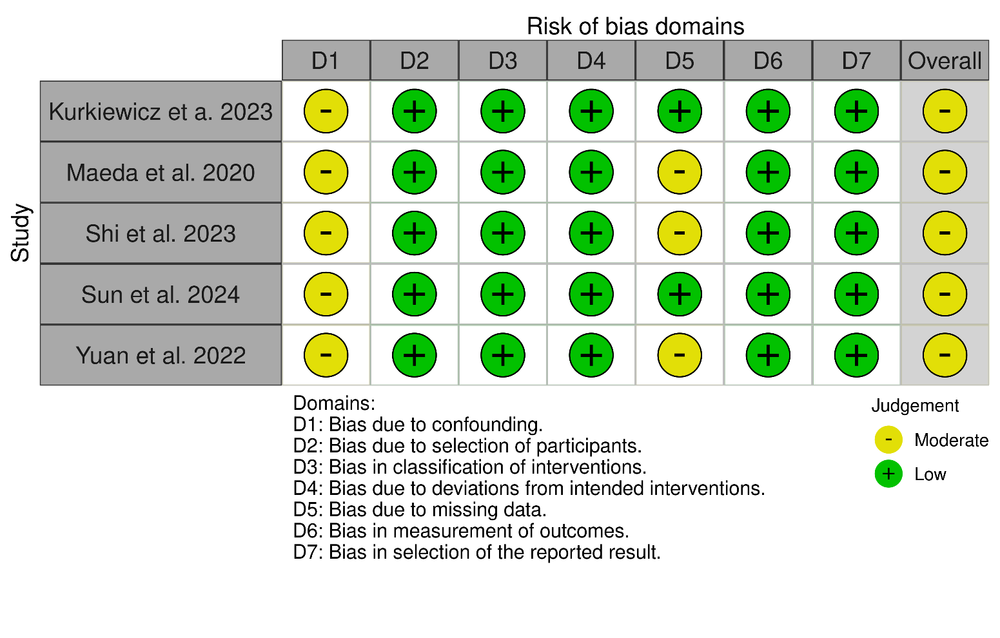 Risk of bias domains
D1 D2 D3 D4 D5 D6 D7 Overall
Study
Kurkiewicz et a. 2023 - + + + + + + -
Maeda et al. 2020 - + + + - + + -
Shi et al. 2023 - + + + - + + -
Sun et al. 2024 - + + + + + + -
Yuan et al. 2022 - + + + - + + -
Domains:
D1: Bias due to confounding.
D2: Bias due to selection of participants.
D3: Bias in classification of interventions.
D4: Bias due to deviations from intended interventions.
D5: Bias due to missing data.
D6: Bias in measurement of outcomes.
D7: Bias in selection of the reported result.
Judgement
- Moderate
+ Low